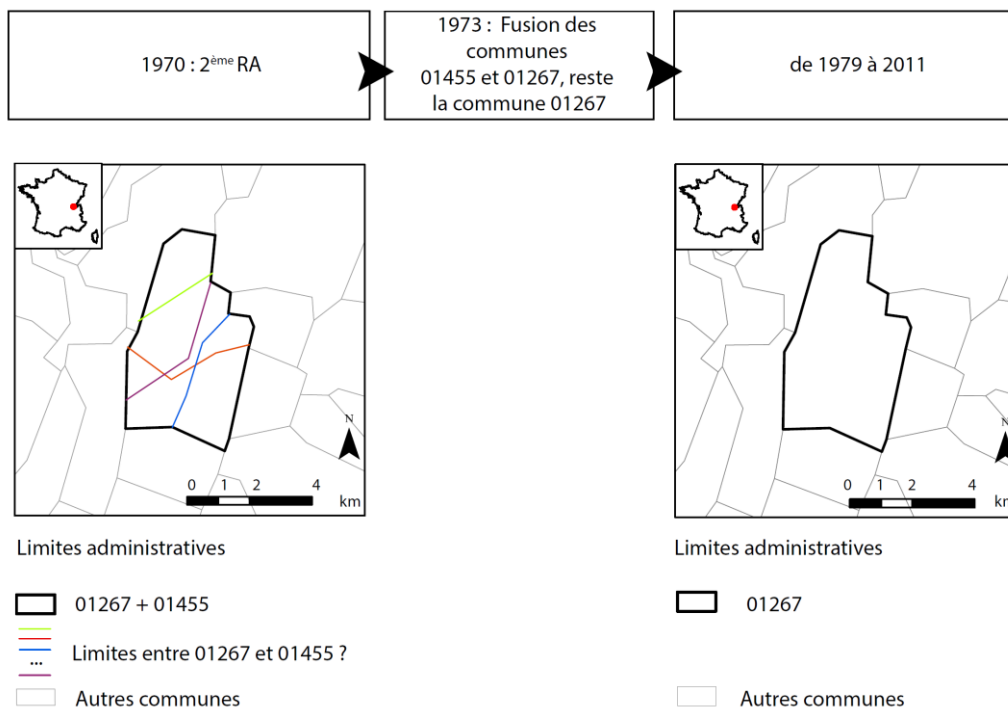 1970 : 2ème RA
1973 : Fusion des
communes
01455 et 01267, reste
la commune 01267
de 1979 à 2011
N
0 1 2 4
km
N
0 1 2 4
km
Limites administratives
01267 + 01455
Limites entre 01267 et 01455 ?
...
Autres communes
Limites administratives
01267
Autres communes